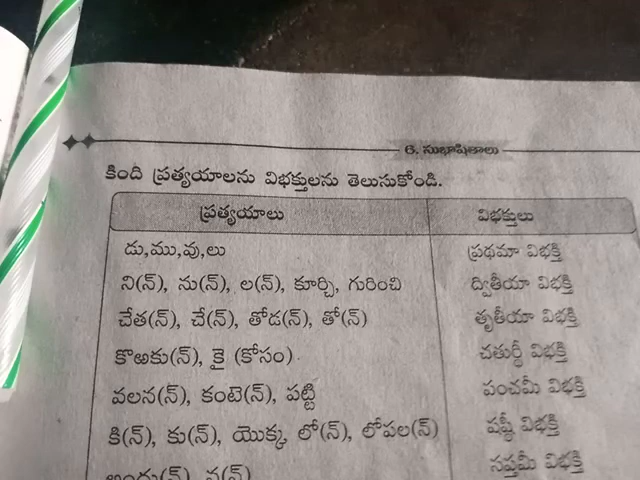 6. సుభాషితాలు
కింది ప్రత్యయాలను విభక్తులను తెలుసుకోండి.
ప్రత్యయాలు విభక్తులు
డు,ము,వు,లు ప్రథమా విభక్తి
ని(న్), ను(న్), ల(న్), కూర్చి, గురించి ద్వితీయా విభక్తి
చేత(న్), చే(న్), తోడ(న్), తో(న్) తృతీయా విభక్తి
కొఱకు(న్), కై (కోసం) చతుర్థీ విభక్తి
వలన(న్), కంటె(న్), పట్టి పంచమీ విభక్తి
కి(న్), కు(న్), యొక్క, లో(న్), లోపల(న్) షష్ఠీ విభక్తి
అందు(న్), న(న్) సప్తమీ విభక్తి